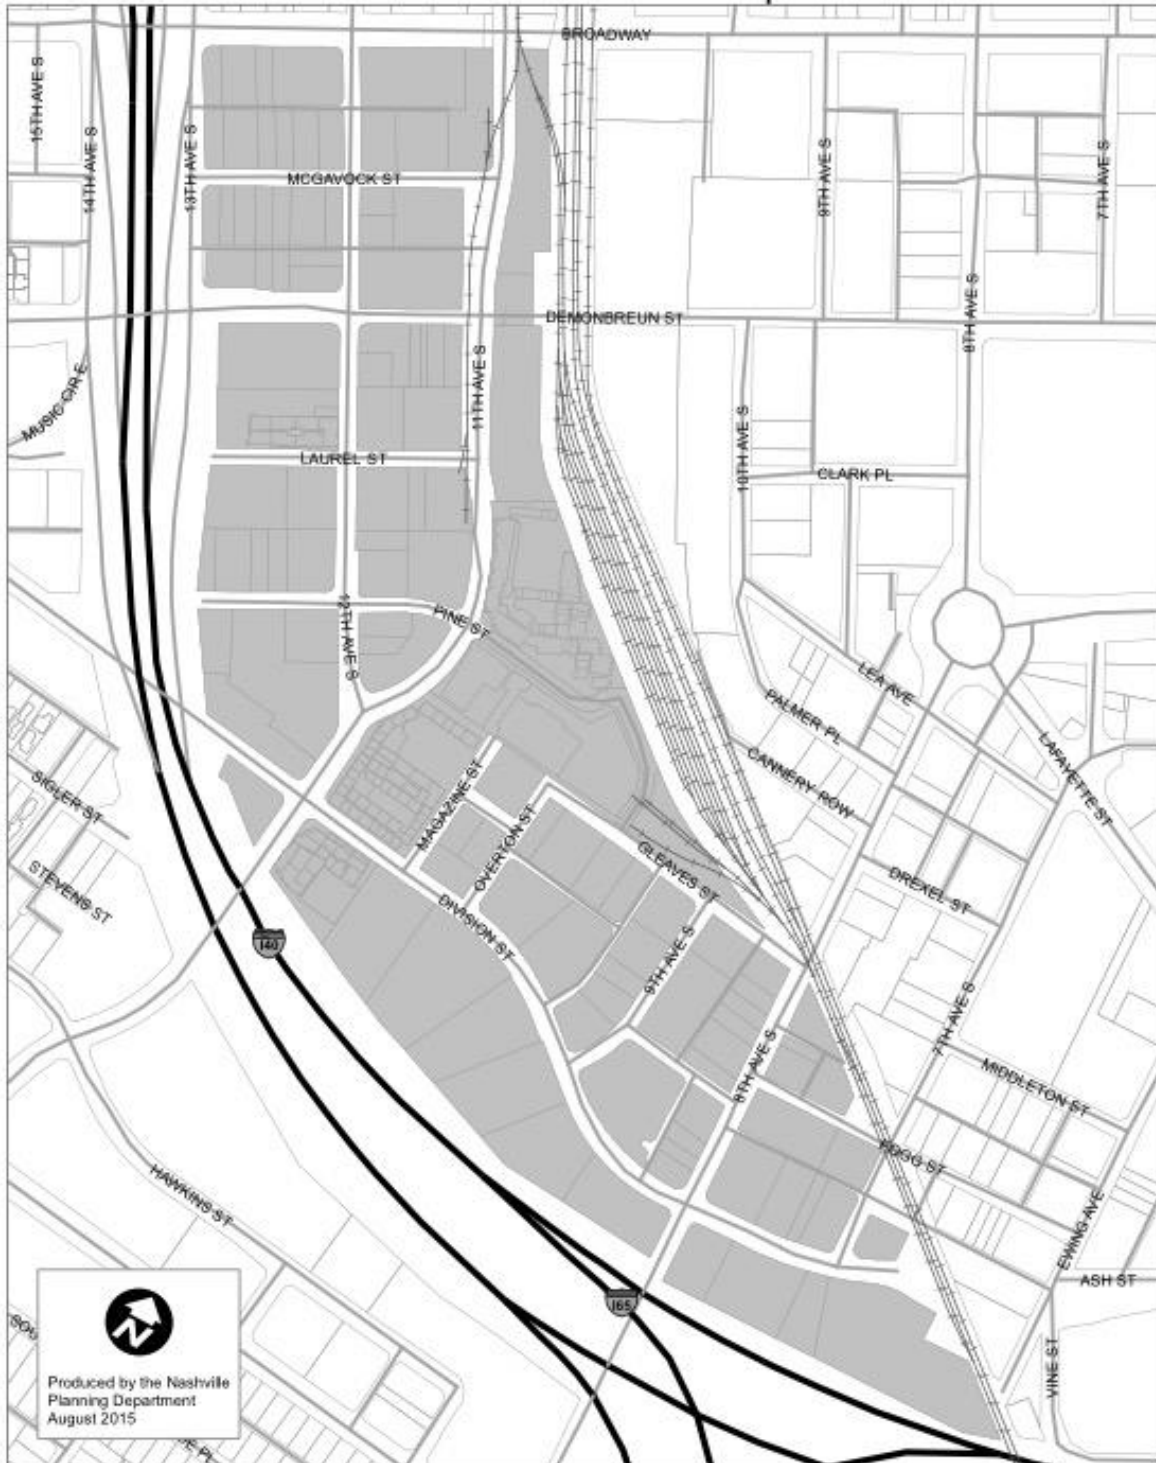 BROADWAY
15TH AVE S
14TH AVE S
13TH AVE S
MCGAVOCK ST
9TH AVE S
7TH AVE S
8TH AVE S
DEMONBREUN ST
MUSIC CIR E
11TH AVE S
LAUREL ST
10TH AVE S
CLARK PL
12TH AVE S
PINE ST
LEA AVE
PALMER PL
CANNERY ROW
LAFAYETTE ST
SIGLER ST
MAGAZINE ST
OVERTON ST
GLEAVES ST
STEVENS ST
DREXEL ST
DIVISION ST
I40
9TH AVE S
8TH AVE S
7TH AVE S
MIDDLETON ST
FOGG ST
HAWKINS ST
EWING AVE
ASH ST
I65
VINE ST
N
Produced by the Nashville
Planning Department
August 2015